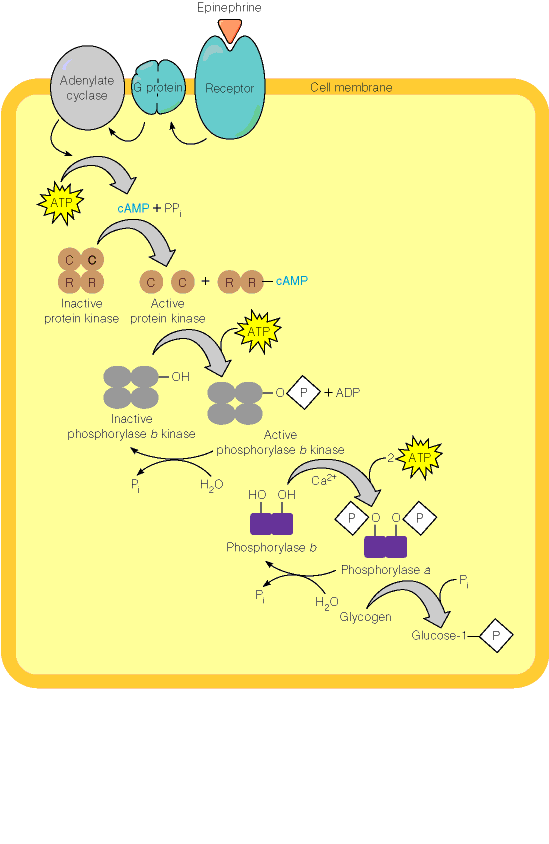 Epinephrine
Adenylate
cyclase
G protein
Receptor
Cell membrane
ATP
cAMP + PPi
C C
R R
C C + R R cAMP
Inactive
protein kinase
Active
protein kinase
ATP
OH
O P + ADP
Inactive
phosphorylase b kinase
Active
phosphorylase b kinase
Pi
H2O
2 ATP
Ca2+
HO OH
P O O P
Phosphorylase b
Phosphorylase a
Pi
H2O
Pi
Glycogen
Glucose-1 P